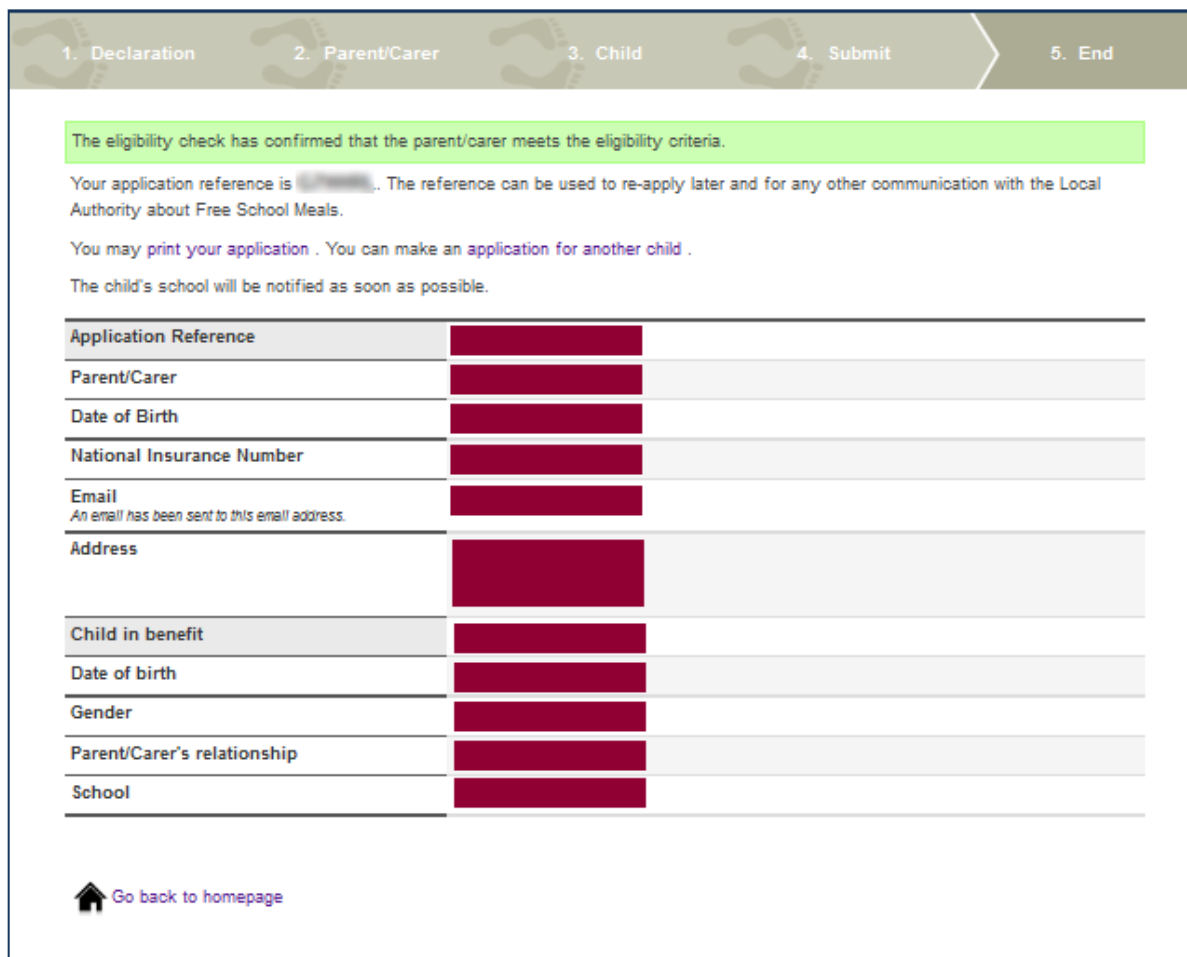 1. Declaration 2. Parent/Carer 3. Child 4. Submit 5. End
The eligibility check has confirmed that the parent/carer meets the eligibility criteria.
Your application reference is .. The reference can be used to re-apply later and for any other communication with the Local
Authority about Free School Meals.
You may print your application . You can make an application for another child .
The child's school will be notified as soon as possible.
Application Reference
Parent/Carer
Date of Birth
National Insurance Number
Email
An email has been sent to this email address.
Address
Child in benefit
Date of birth
Gender
Parent/Carer's relationship
School
Go back to homepage